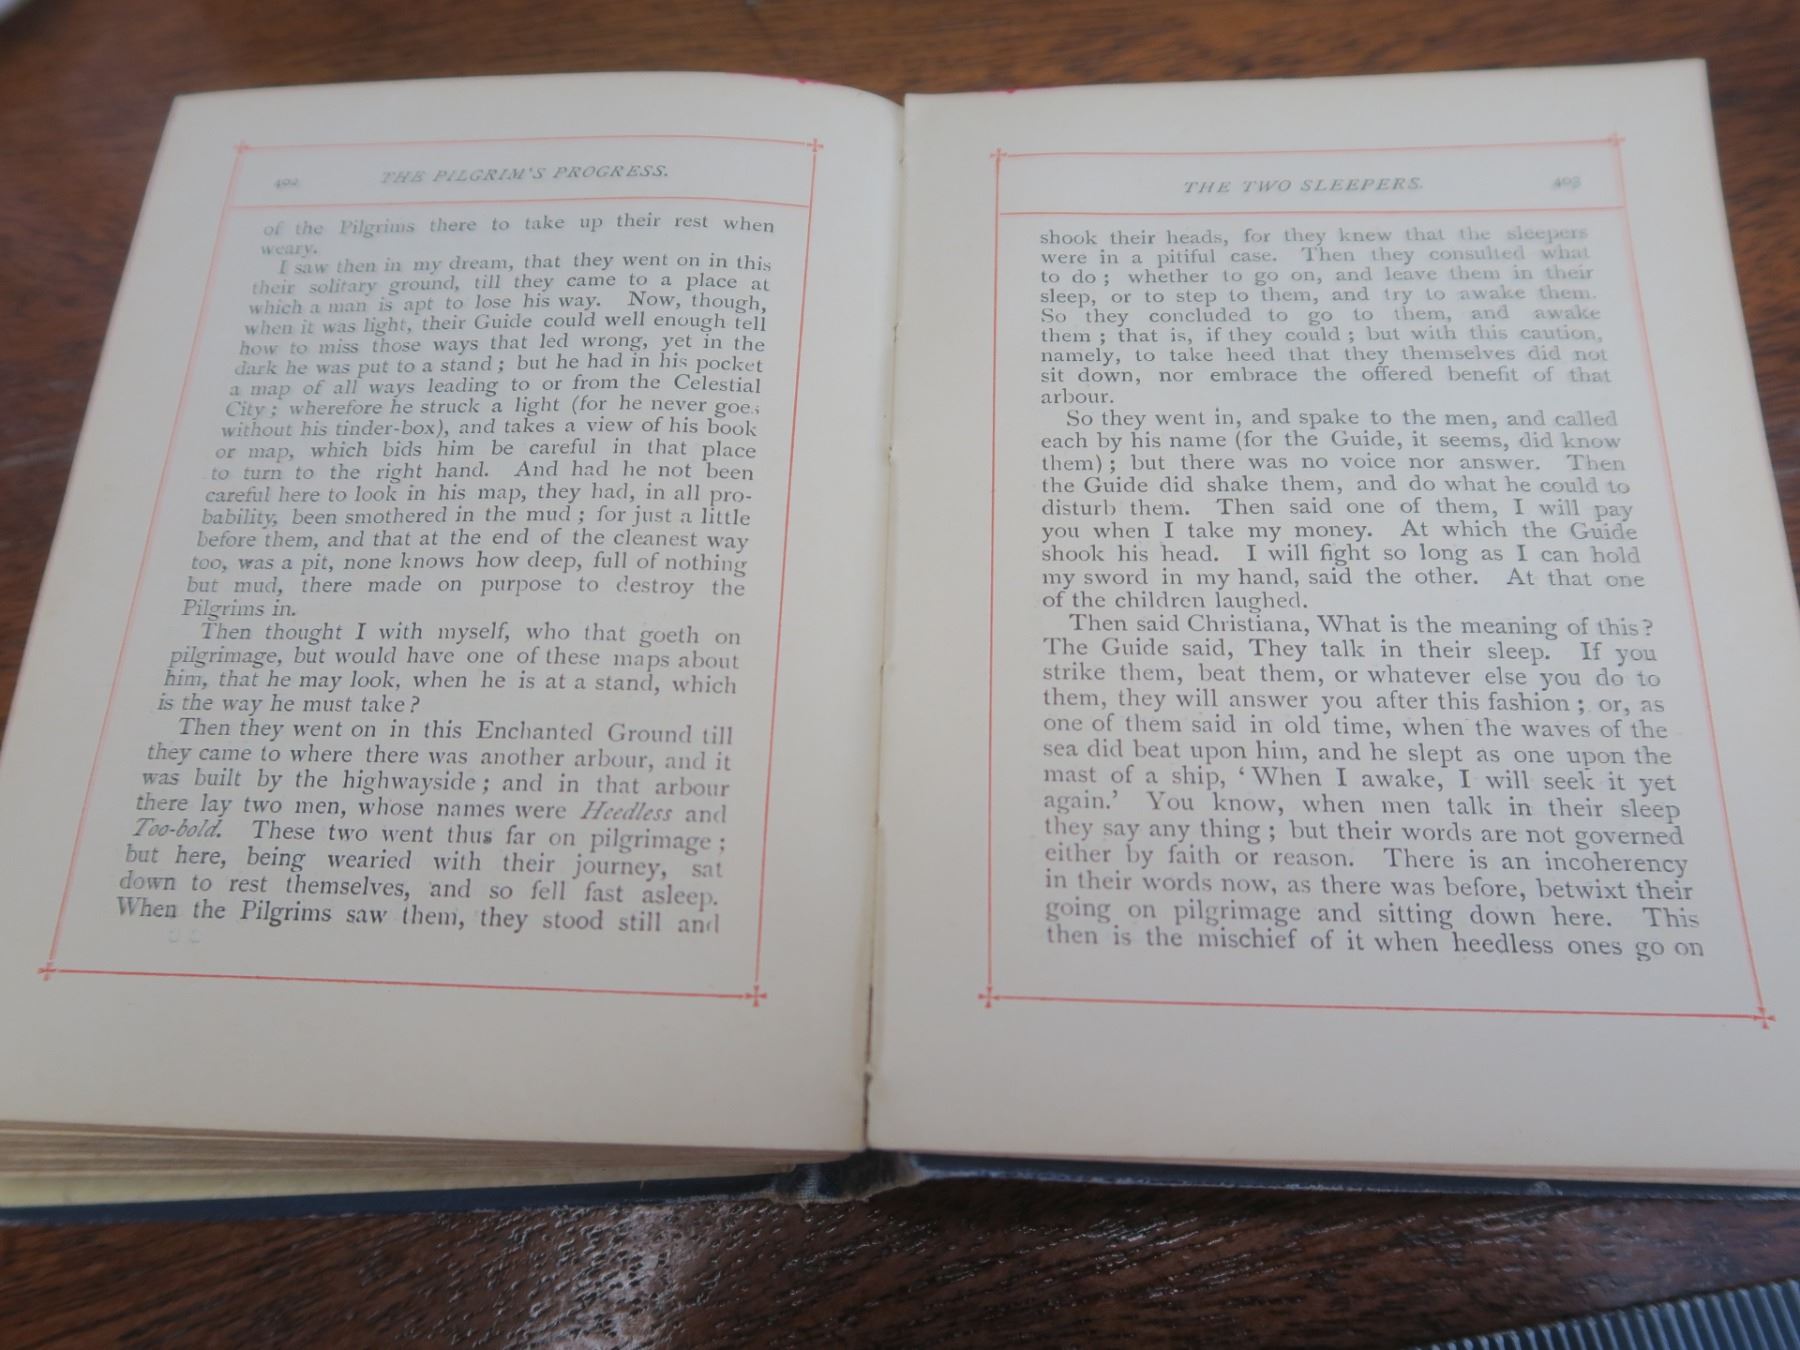 402 THE PILGRIM'S PROGRESS.
of the Pilgrims there to take up their rest when
weary.
I saw then in my dream, that they went on in this
their solitary ground, till they came to a place at
which a man is apt to lose his way. Now, though,
when it was light, their Guide could well enough tell
how to miss those ways that led wrong, yet in the
dark he was put to a stand; but he had in his pocket
a map of all ways leading to or from the Celestial
City; wherefore he struck a light (for he never goes
without his tinder-box), and takes a view of his book
or map, which bids him be careful in that place
to turn to the right hand. And had he not been
careful here to look in his map, they had, in all pro-
bability, been smothered in the mud; for just a little
before them, and that at the end of the cleanest way
too, was a pit, none knows how deep, full of nothing
but mud, there made on purpose to destroy the
Pilgrims in.
Then thought I with myself, who that goeth on
pilgrimage, but would have one of these maps about
him, that he may look, when he is at a stand, which
is the way he must take?
Then they went on in this Enchanted Ground till
they came to where there was another arbour, and it
was built by the highwayside; and in that arbour
there lay two men, whose names were Heedless and
Too-bold. These two went thus far on pilgrimage;
but here, being wearied with their journey, sat
down to rest themselves, and so fell fast asleep.
When the Pilgrims saw them, they stood still and
THE TWO SLEEPERS. 403
shook their heads, for they knew that the sleepers
were in a pitiful case. Then they consulted what
to do; whether to go on, and leave them in their
sleep, or to step to them, and try to awake them.
So they concluded to go to them, and awake
them; that is, if they could; but with this caution,
namely, to take heed that they themselves did not
sit down, nor embrace the offered benefit of that
arbour.
So they went in, and spake to the men, and called
each by his name (for the Guide, it seems, did know
them); but there was no voice nor answer. Then
the Guide did shake them, and do what he could to
disturb them. Then said one of them, I will pay
you when I take my money. At which the Guide
shook his head. I will fight so long as I can hold
my sword in my hand, said the other. At that one
of the children laughed.
Then said Christiana, What is the meaning of this?
The Guide said, They talk in their sleep. If you
strike them, beat them, or whatever else you do to
them, they will answer you after this fashion; or, as
one of them said in old time, when the waves of the
sea did beat upon him, and he slept as one upon the
mast of a ship, 'When I awake, I will seek it yet
again.' You know, when men talk in their sleep
they say any thing; but their words are not governed
either by faith or reason. There is an incoherency
in their words now, as there was before, betwixt their
going on pilgrimage and sitting down here. This
then is the mischief of it when heedless ones go on